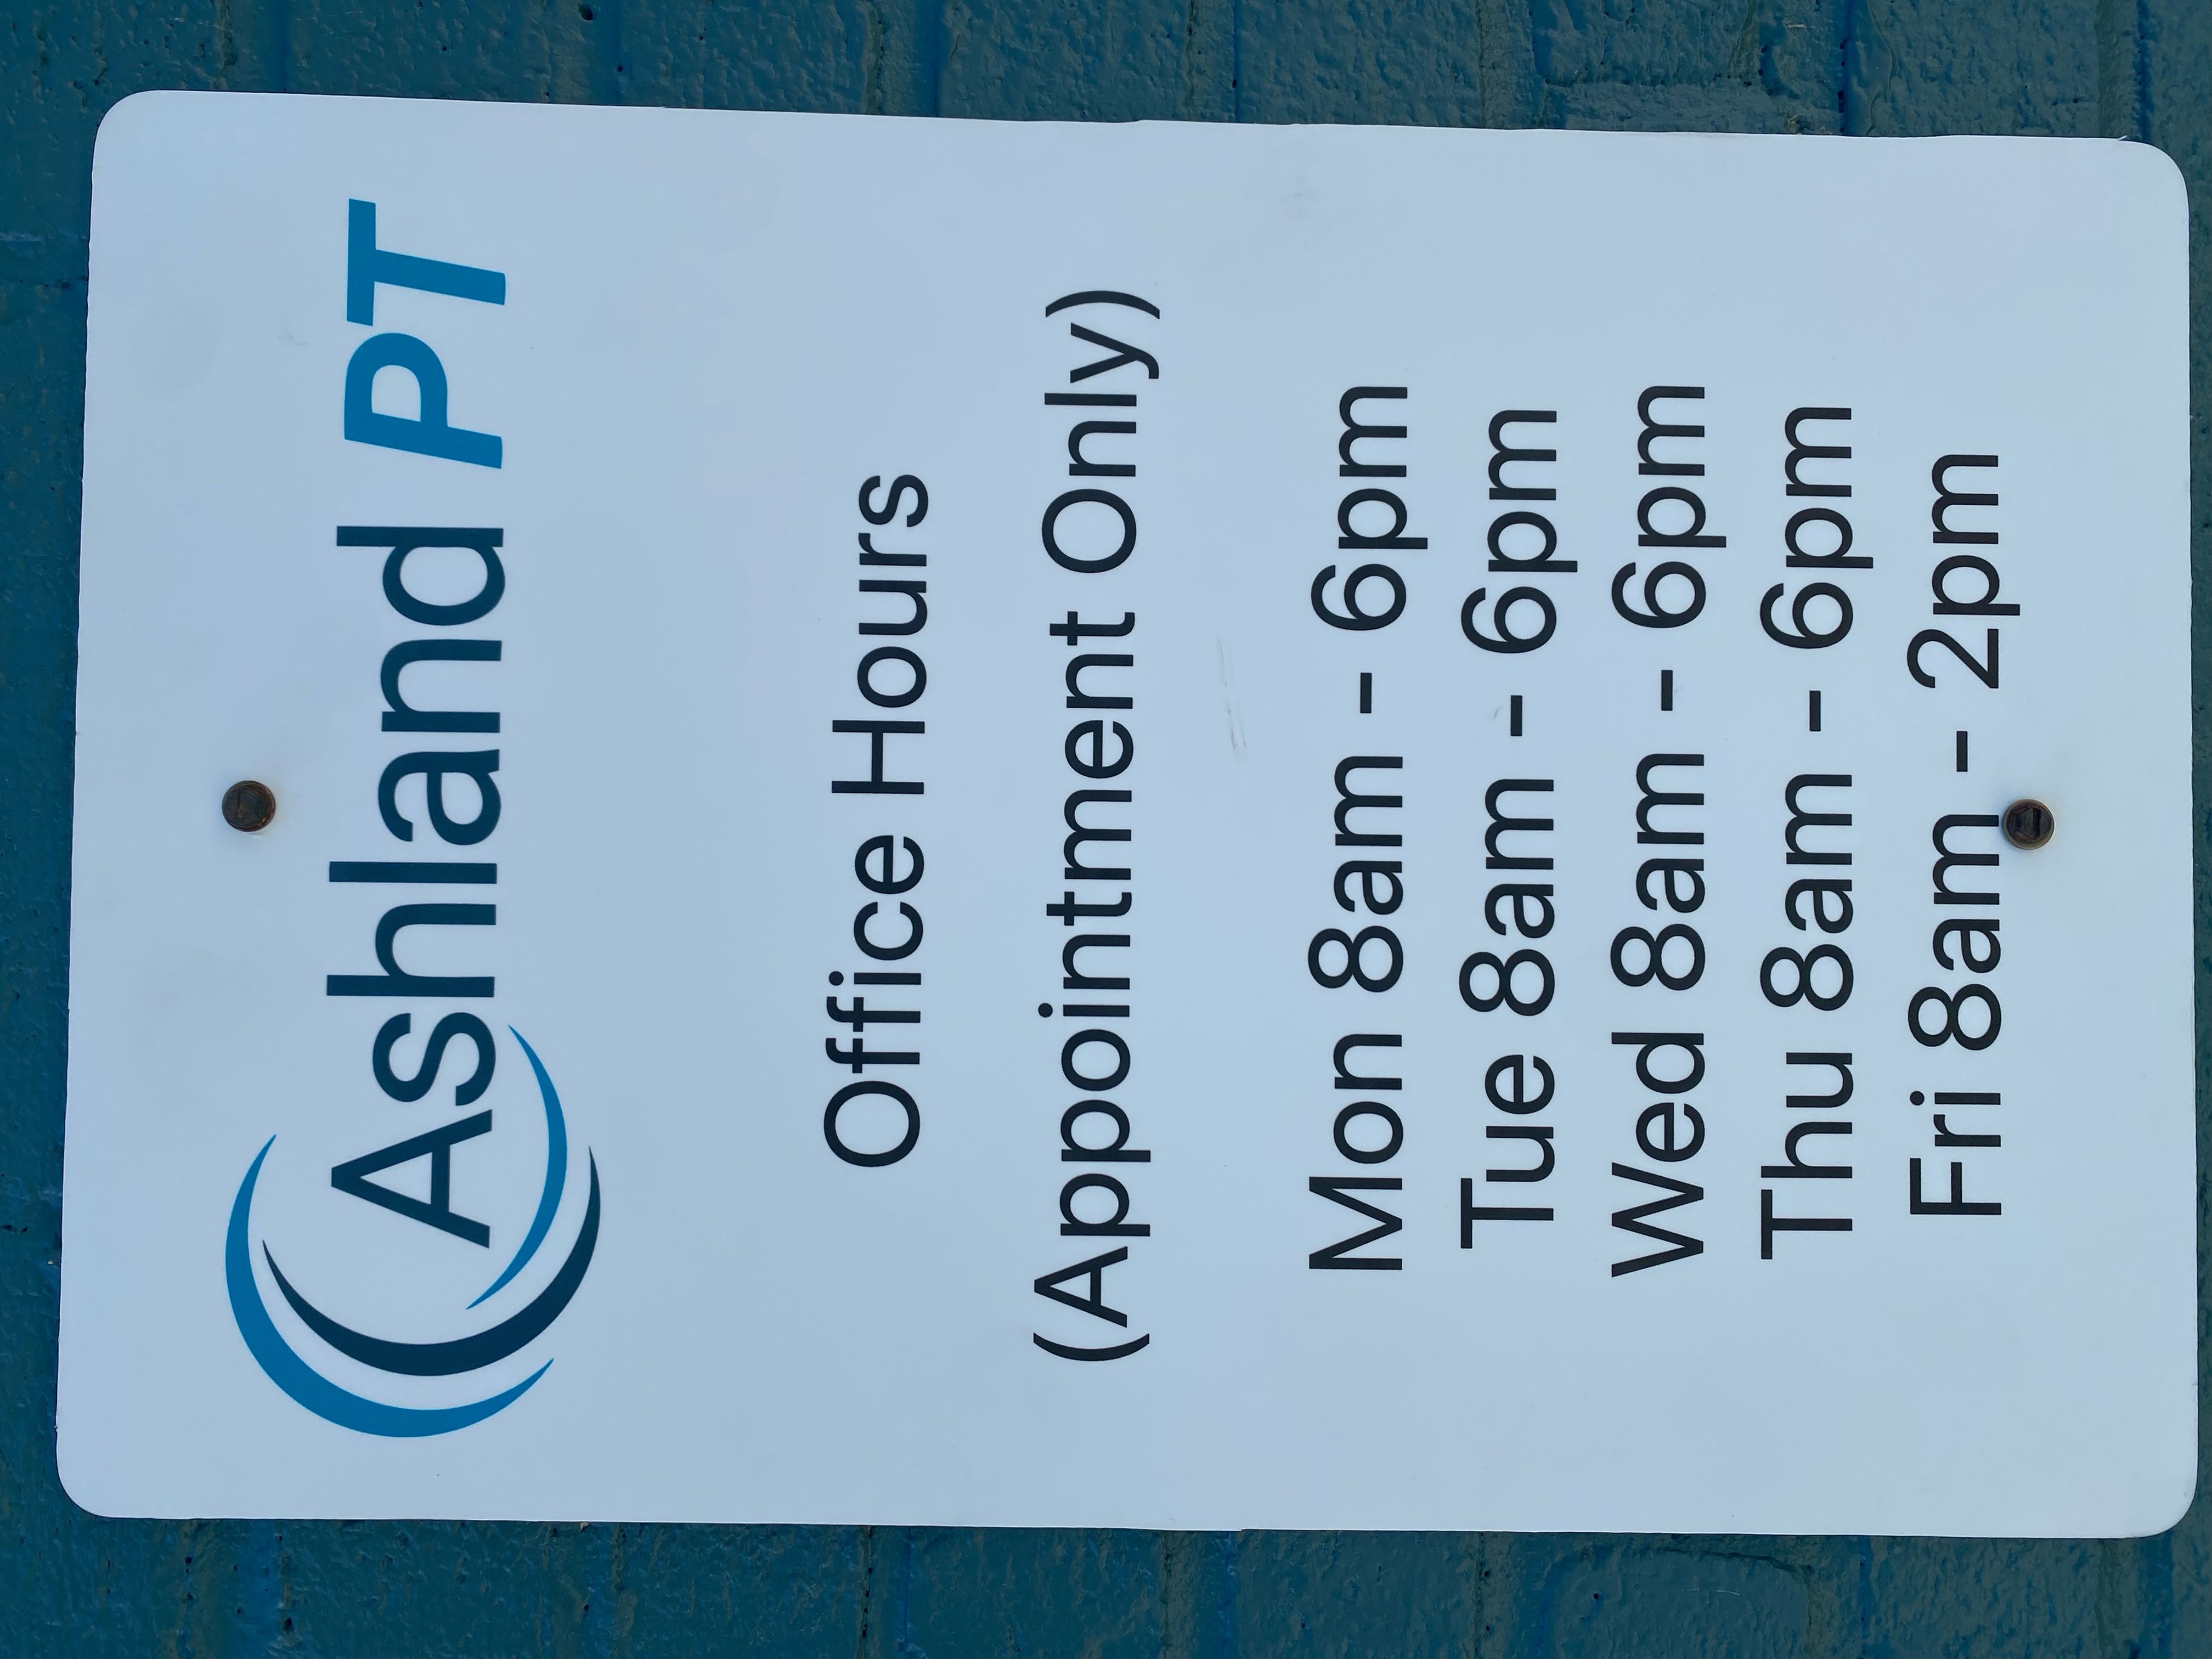 Ashland PT
Office Hours
(Appointment Only)
Mon 8am - 6pm
Tue 8am - 6pm
Wed 8am - 6pm
Thu 8am - 6pm
Fri 8am - 2pm